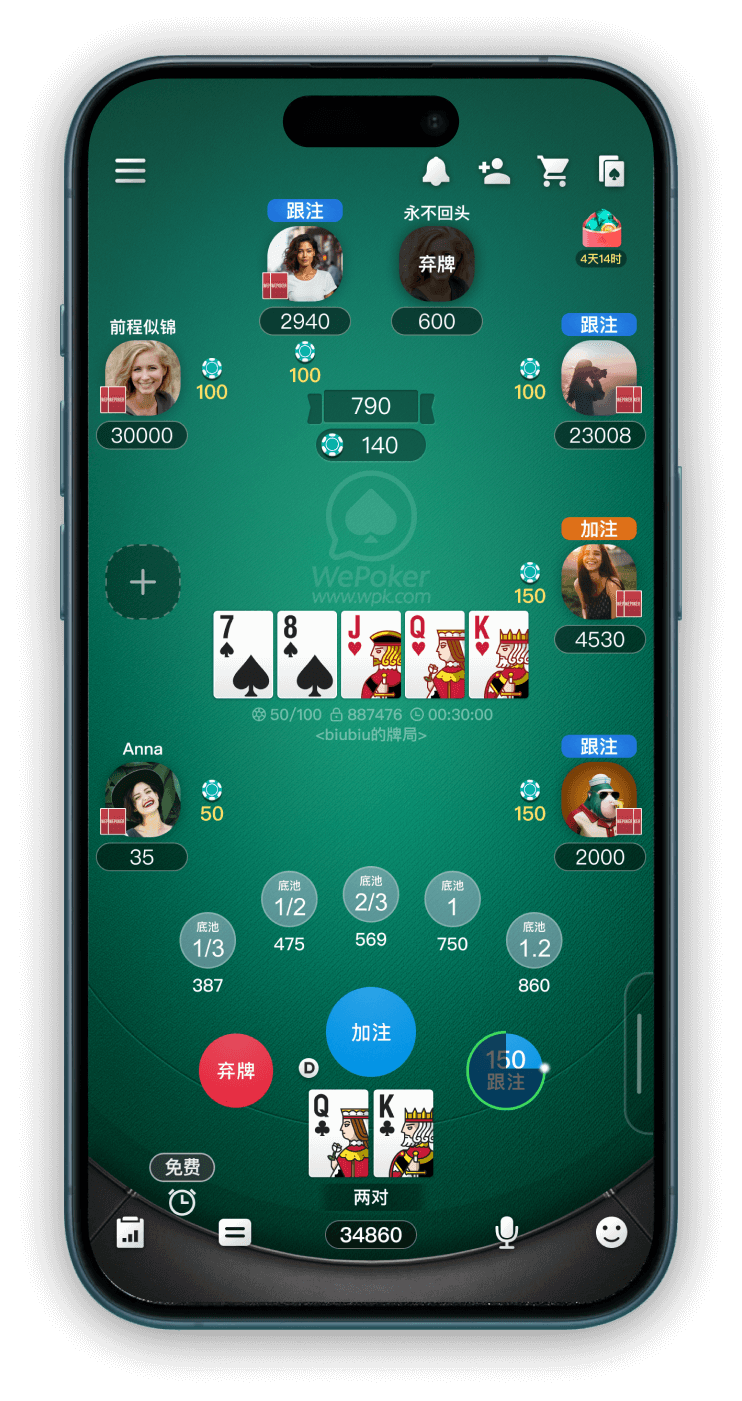 跟注
永不回头
弃牌
4天14时
2940
600
前程似锦
跟注
100
100
100
30000
23008
790
140
加注
WePoker
www.wpk.com
150
4530
7
8
J
Q
K
50/100 887476 00:30:00
<biubiu的牌局>
Anna
跟注
50
150
35
2000
底池
1/3
387
底池
1/2
475
底池
2/3
569
底池
1
750
底池
1.2
860
加注
弃牌
D
150
跟注
Q
K
免费
两对
34860